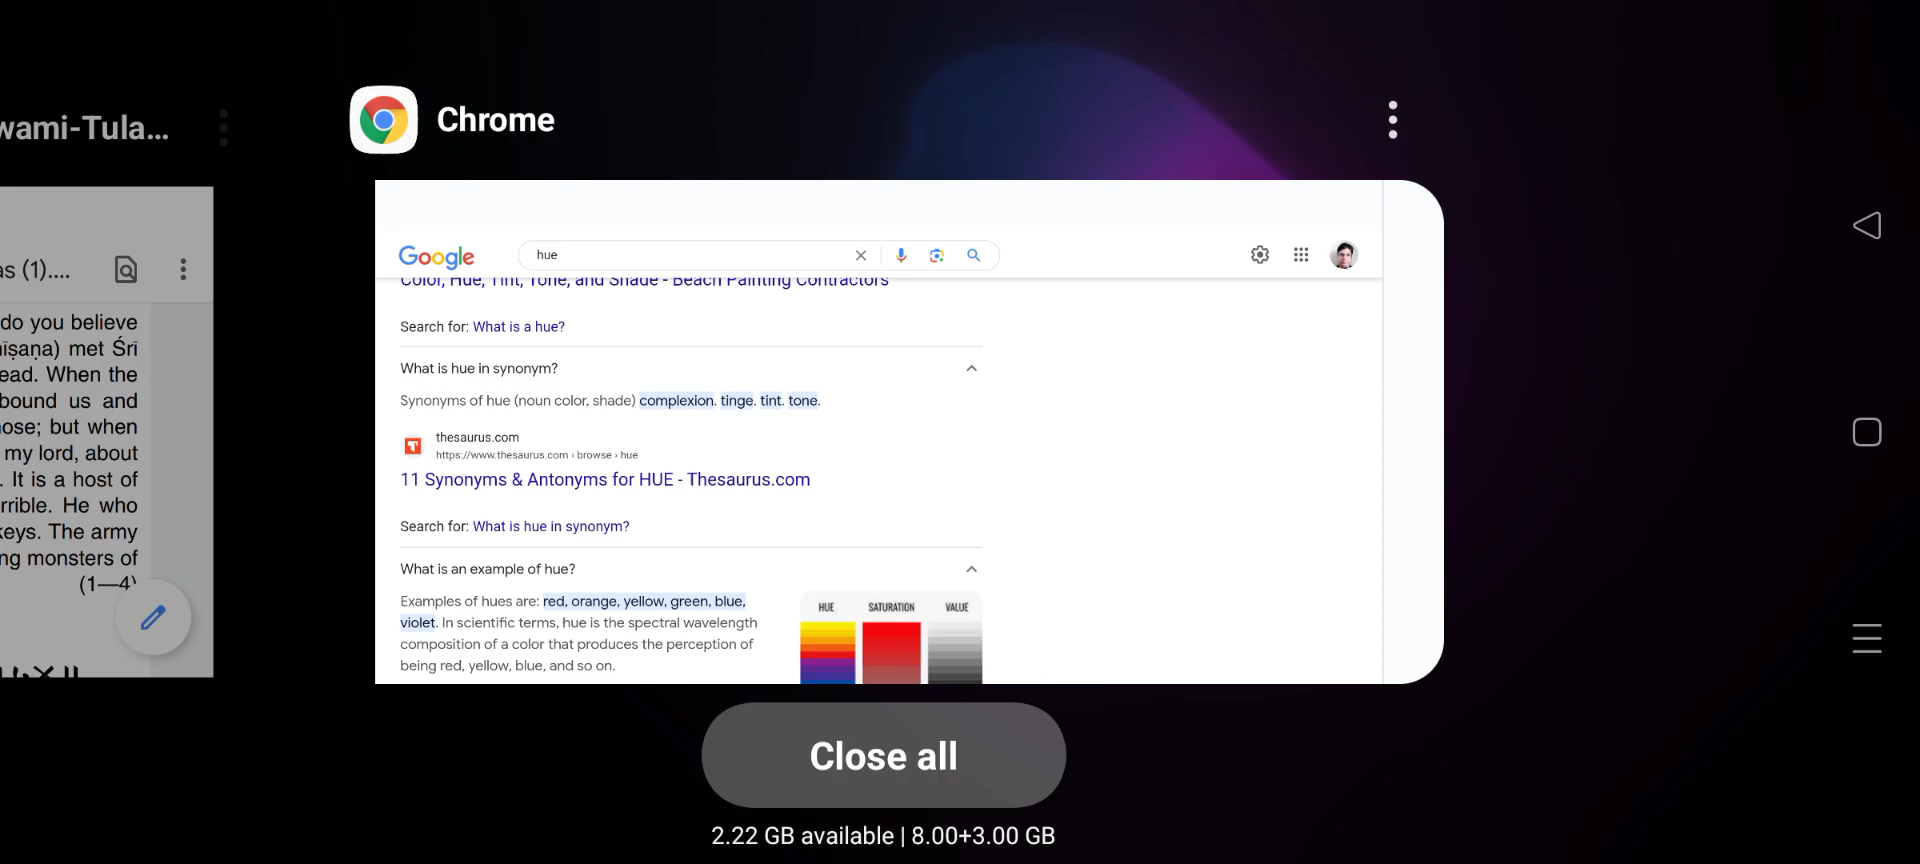 wami-Tula...
as (1)....
do you believe
met Śrī
ead. When the
bound us and
ose; but when
my lord, about
. It is a host of
rrible. He who
keys. The army
ng monsters of
(1—4)
Chrome
Google
hue
Color, Hue, Tint, Tone, and Shade - Beach Painting Contractors
Search for: What is a hue?
What is hue in synonym?
Synonyms of hue (noun color, shade) complexion. tinge. tint. tone.
thesaurus.com
https://www.thesaurus.com › browse › hue
11 Synonyms & Antonyms for HUE - Thesaurus.com
Search for: What is hue in synonym?
What is an example of hue?
Examples of hues are: red, orange, yellow, green, blue,
violet. In scientific terms, hue is the spectral wavelength
composition of a color that produces the perception of
being red, yellow, blue, and so on.
HUE SATURATION VALUE
Close all
2.22 GB available | 8.00+3.00 GB